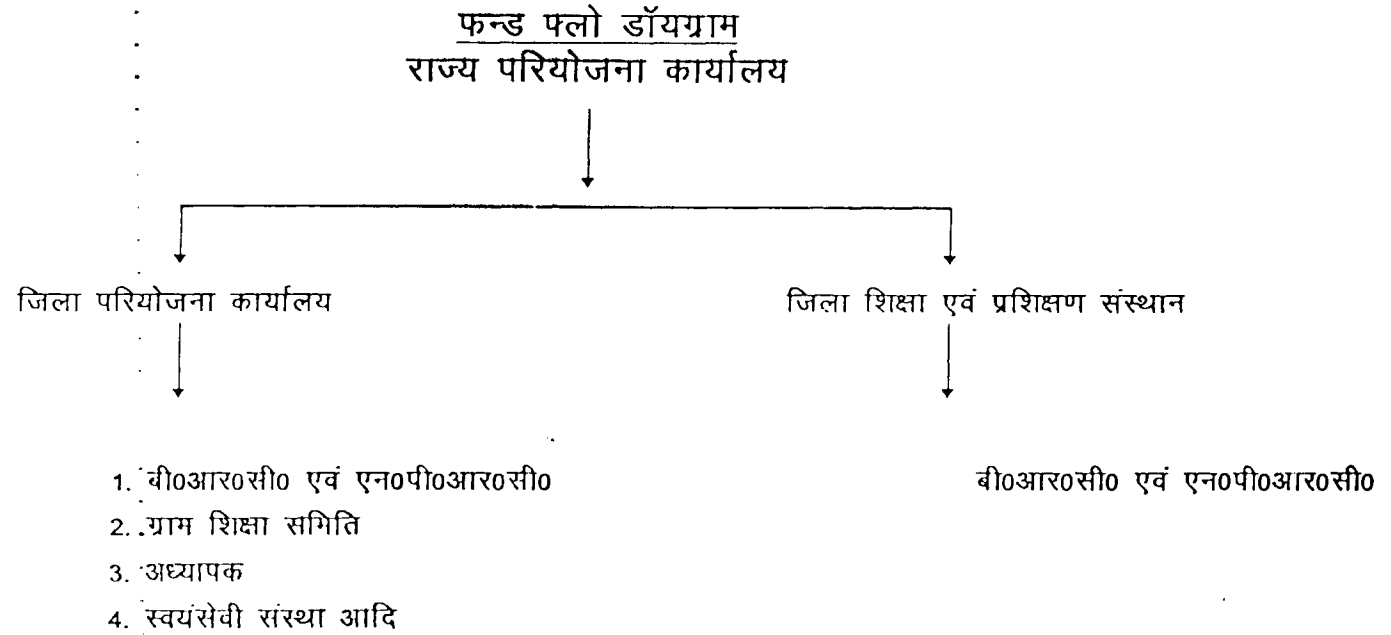 फन्ड फ्लो डॉयग्राम
राज्य परियोजना कार्यालय
जिला परियोजना कार्यालय
जिला शिक्षा एवं प्रशिक्षण संस्थान
1. बी0आर0सी0 एवं एन0पी0आर0सी0
बी0आर0सी0 एवं एन0पी0आर0सी0
2. ग्राम शिक्षा समिति
3. अध्यापक
4. स्वयंसेवी संस्था आदि